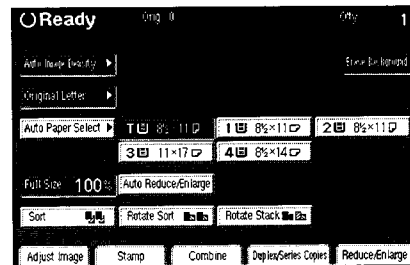 Ready Orig. 0 Qty. 1
Auto Image Density Erase Background
Original Letter
Auto Paper Select T 8½×11 1 8½×11 2 8½×11
3 11×17 4 8½×14
Full Size 100% Auto Reduce/Enlarge
Sort Rotate Sort Rotate Stack
Adjust Image Stamp Combine Duplex/Series Copies Reduce/Enlarge